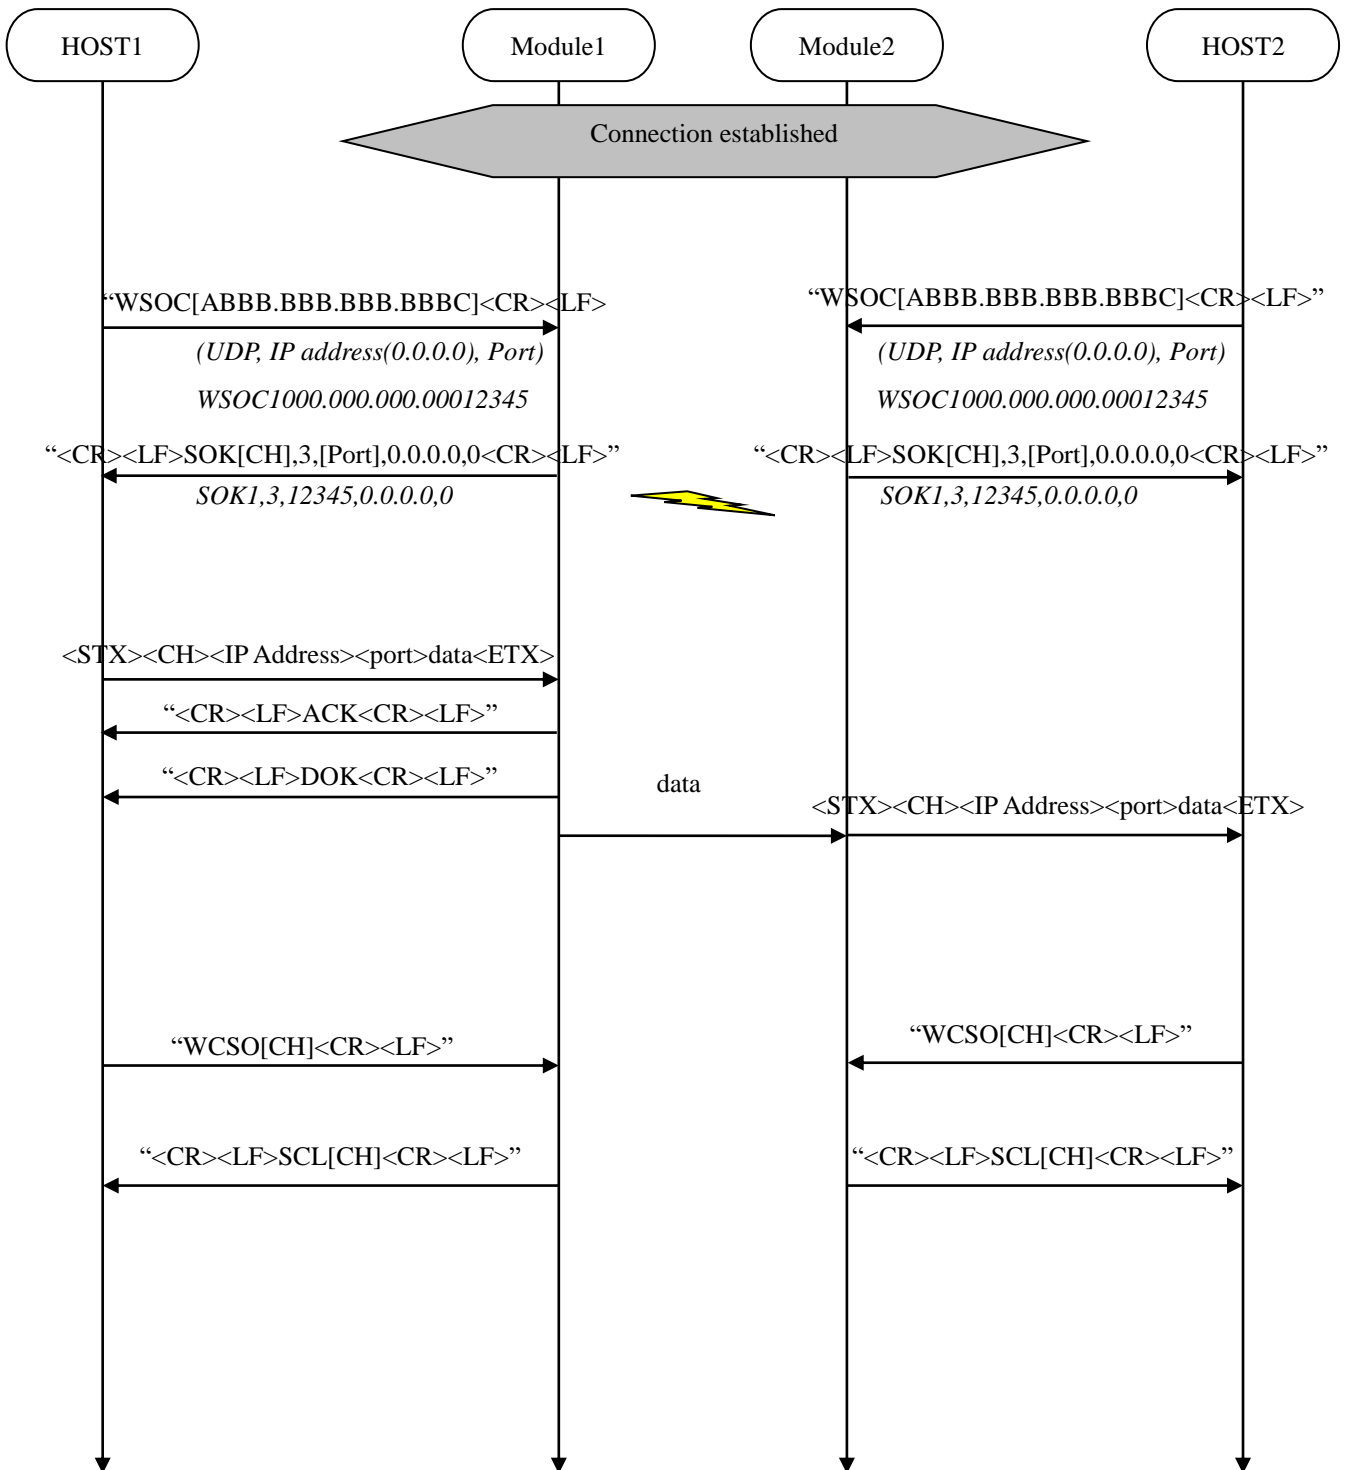 HOST1
Module1
Module2
HOST2
Connection established
“WSOC[ABBB.BBB.BBB.BBBC]<CR><LF>
“WSOC[ABBB.BBB.BBB.BBBC]<CR><LF>”
(UDP, IP address(0.0.0.0), Port)
(UDP, IP address(0.0.0.0), Port)
WSOC1000.000.000.00012345
WSOC1000.000.000.00012345
“<CR><LF>SOK[CH],3,[Port],0.0.0.0,0<CR><LF>”
“<CR><LF>SOK[CH],3,[Port],0.0.0.0,0<CR><LF>”
SOK1,3,12345,0.0.0.0,0
SOK1,3,12345,0.0.0.0,0
<STX><CH><IP Address><port>data<ETX>
“<CR><LF>ACK<CR><LF>”
“<CR><LF>DOK<CR><LF>”
data
<STX><CH><IP Address><port>data<ETX>
“WCSO[CH]<CR><LF>”
“WCSO[CH]<CR><LF>”
“<CR><LF>SCL[CH]<CR><LF>”
“<CR><LF>SCL[CH]<CR><LF>”